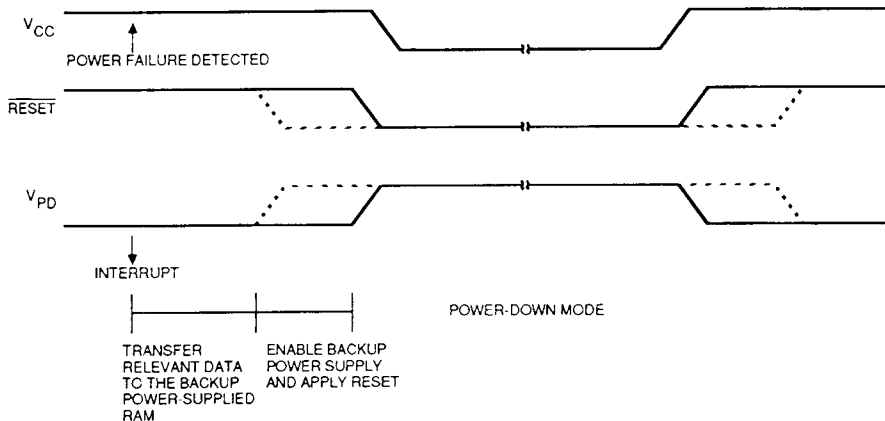 VCC
POWER FAILURE DETECTED
RESET
VPD
INTERRUPT
POWER-DOWN MODE
TRANSFER
RELEVANT DATA
TO THE BACKUP
POWER-SUPPLIED
RAM
ENABLE BACKUP
POWER SUPPLY
AND APPLY RESET